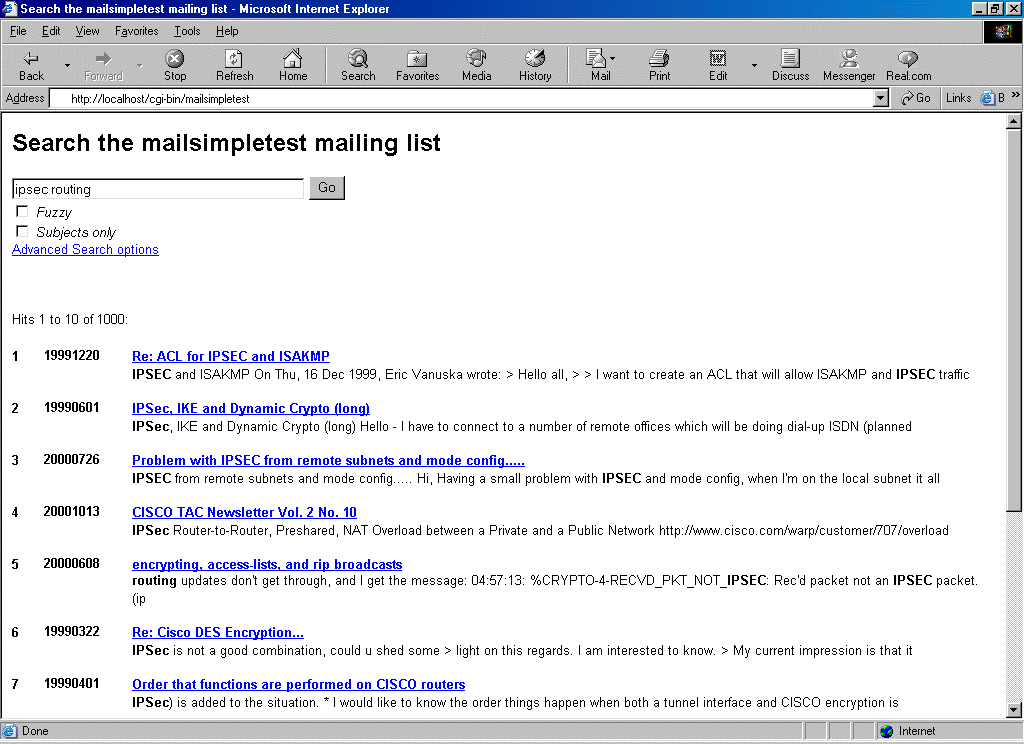 Search the mailsimpletest mailing list - Microsoft Internet Explorer
File Edit View Favorites Tools Help
Back Forward Stop Refresh Home Search Favorites Media History Mail Print Edit Discuss Messenger Real.com
Address http://localhost/cgi-bin/mailsimpletest Go Links B »
Search the mailsimpletest mailing list
ipsec routing Go
Fuzzy
Subjects only
Advanced Search options
Hits 1 to 10 of 1000:
1 19991220 Re: ACL for IPSEC and ISAKMP
IPSEC and ISAKMP On Thu, 16 Dec 1999, Eric Vanuska wrote: > Hello all, > > I want to create an ACL that will allow ISAKMP and IPSEC traffic
2 19990601 IPSec, IKE and Dynamic Crypto (long)
IPSec, IKE and Dynamic Crypto (long) Hello - I have to connect to a number of remote offices which will be doing dial-up ISDN (planned
3 20000726 Problem with IPSEC from remote subnets and mode config.....
IPSEC from remote subnets and mode config..... Hi, Having a small problem with IPSEC and mode config, when I'm on the local subnet it all
4 20001013 CISCO TAC Newsletter Vol. 2 No. 10
IPSec Router-to-Router, Preshared, NAT Overload between a Private and a Public Network http://www.cisco.com/warp/customer/707/overload
5 20000608 encrypting, access-lists, and rip broadcasts
routing updates don't get through, and I get the message: 04:57:13: %CRYPTO-4-RECVD_PKT_NOT_IPSEC: Rec'd packet not an IPSEC packet.
(ip
6 19990322 Re: Cisco DES Encryption...
IPSec is not a good combination, could u shed some > light on this regards. I am interested to know. > My current impression is that it
7 19990401 Order that functions are performed on CISCO routers
IPSec) is added to the situation. * I would like to know the order things happen when both a tunnel interface and CISCO encryption is
Done Internet